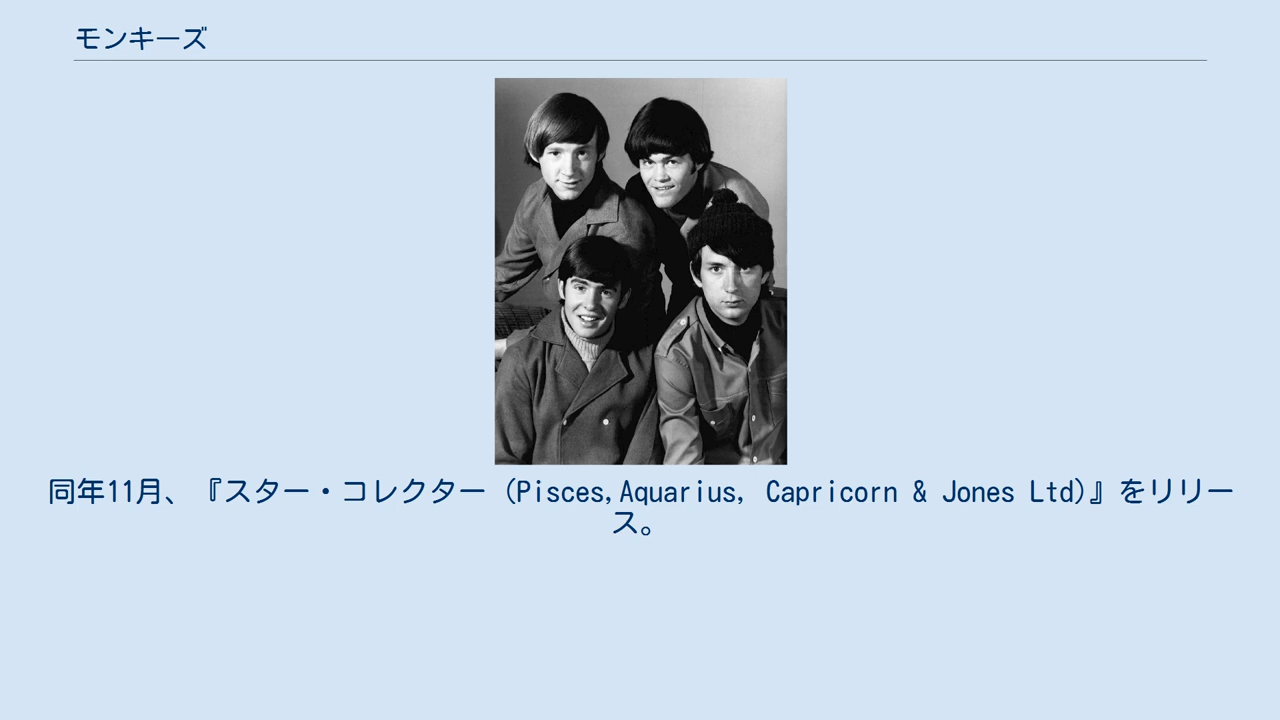 モンキーズ
同年11月、『スター・コレクター (Pisces,Aquarius, Capricorn & Jones Ltd)』をリリー
ス。